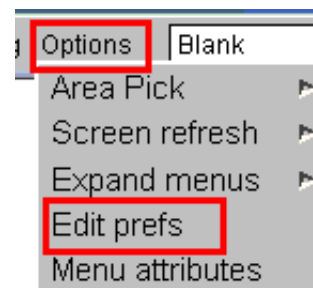 Options Blank
Area Pick
Screen refresh
Expand menus
Edit prefs
Menu attributes